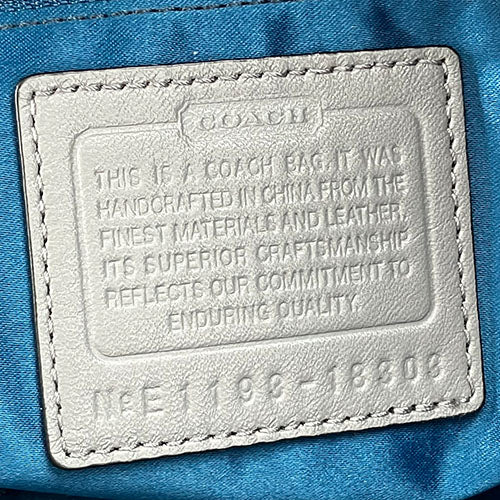 COACH
THIS IS A COACH BAG. IT WAS
HANDCRAFTED IN CHINA FROM THE
FINEST MATERIALS AND LEATHER.
ITS SUPERIOR CRAFTSMANSHIP
REFLECTS OUR COMMITMENT TO
ENDURING QUALITY.
No E1193-18803